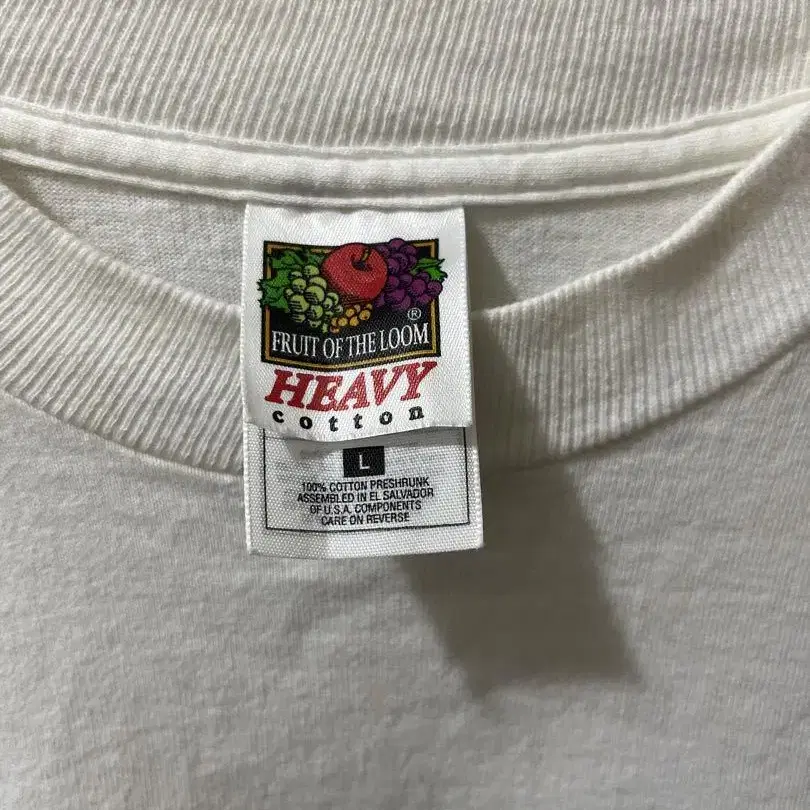 ®
FRUIT OF THE LOOM
HEAVY
cotton
L
100% COTTON PRESHRUNK
ASSEMBLED IN EL SALVADOR
OF U.S.A. COMPONENTS
CARE ON REVERSE